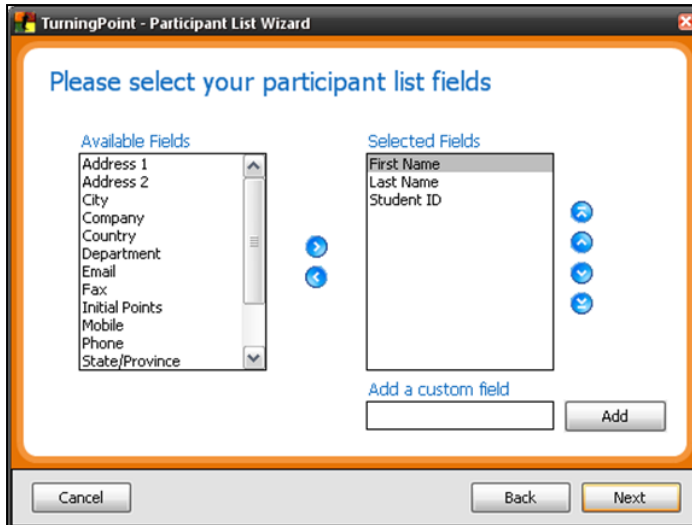 TurningPoint - Participant List Wizard
Please select your participant list fields
Available Fields
Address 1
Address 2
City
Company
Country
Department
Email
Fax
Initial Points
Mobile
Phone
State/Province
Selected Fields
First Name
Last Name
Student ID
Add a custom field
Add
Cancel
Back
Next